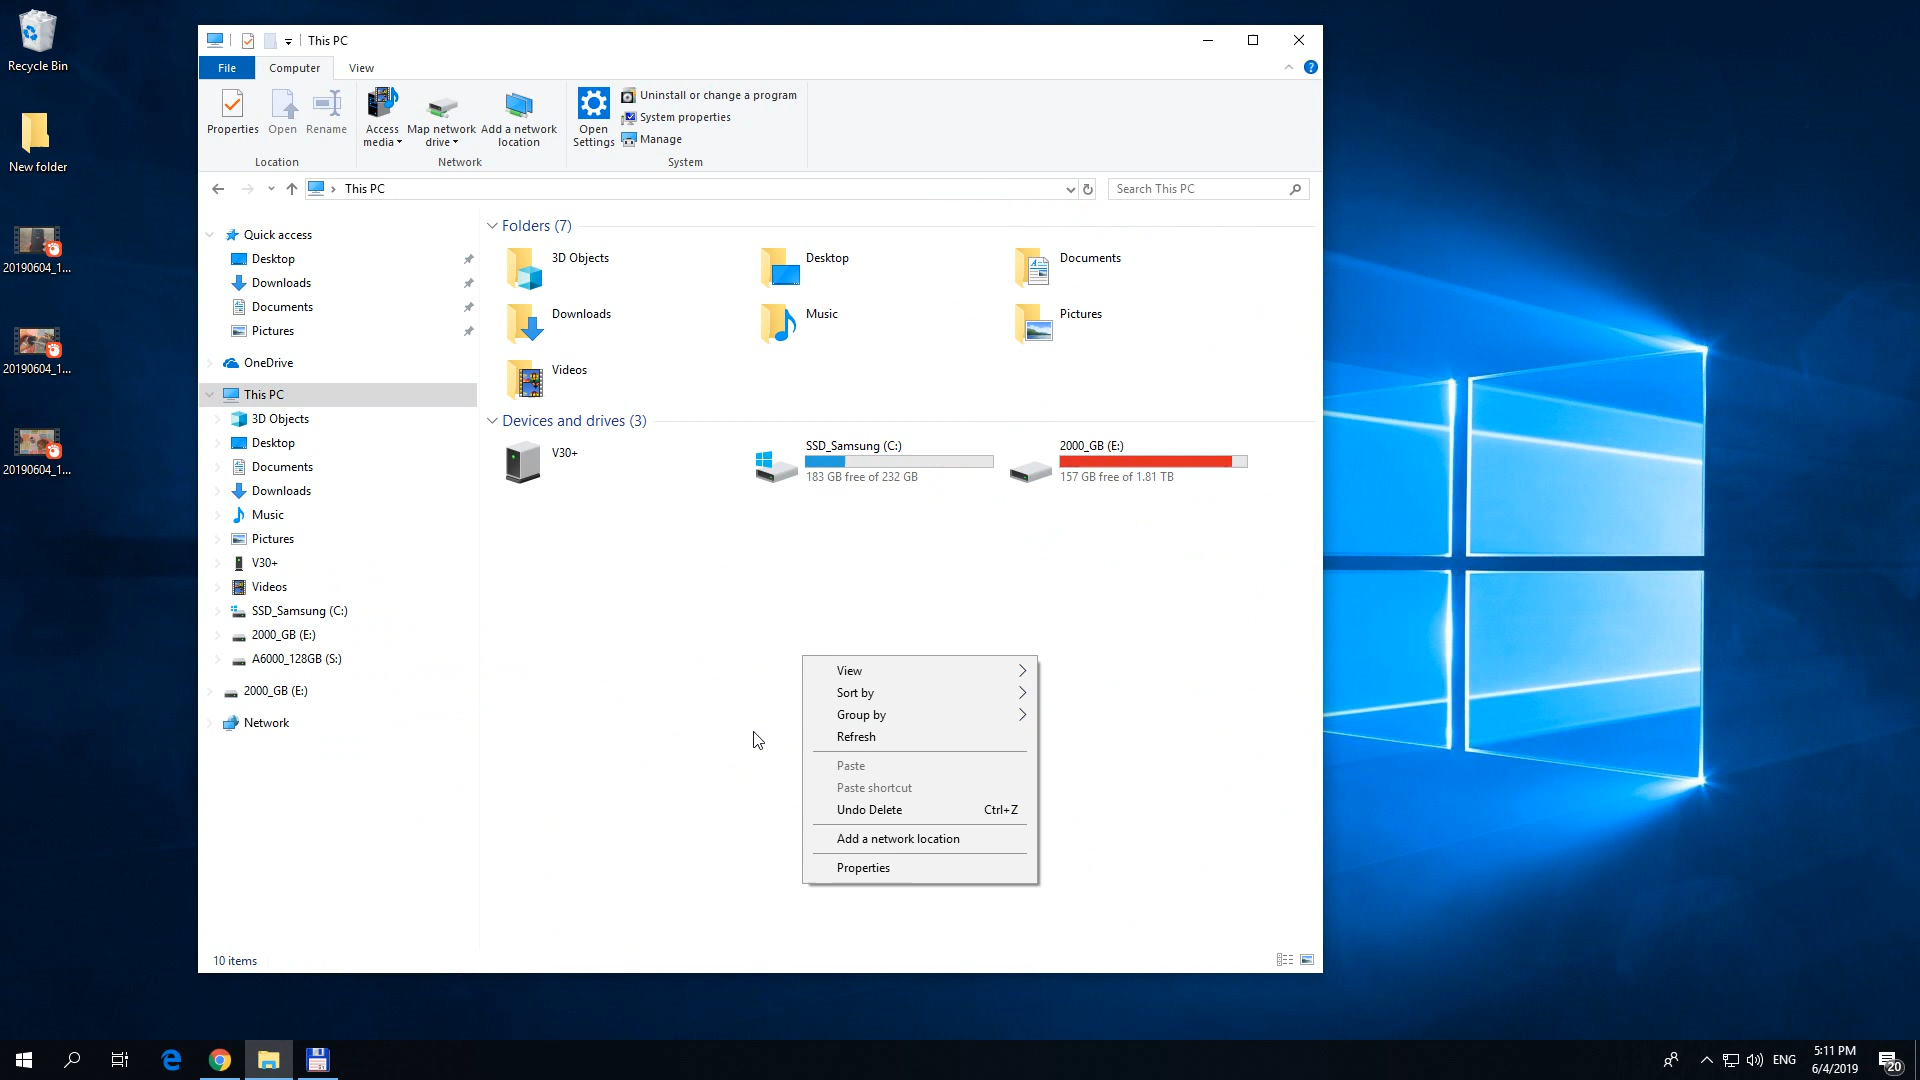 Recycle Bin
New folder
20190604_1...
20190604_1...
20190604_1...
This PC
File
Computer
View
Properties
Open
Rename
Access media
Map network drive
Add a network location
Open Settings
Uninstall or change a program
System properties
Manage
Location
Network
System
This PC
Search This PC
Quick access
Desktop
Downloads
Documents
Pictures
OneDrive
This PC
3D Objects
Desktop
Documents
Downloads
Music
Pictures
V30+
Videos
SSD_Samsung (C:)
2000_GB (E:)
A6000_128GB (S:)
2000_GB (E:)
Network
Folders (7)
3D Objects
Desktop
Documents
Downloads
Music
Pictures
Videos
Devices and drives (3)
V30+
SSD_Samsung (C:)
183 GB free of 232 GB
2000_GB (E:)
157 GB free of 1.81 TB
View
Sort by
Group by
Refresh
Paste
Paste shortcut
Undo Delete Ctrl+Z
Add a network location
Properties
10 items
ENG
5:11 PM
6/4/2019
20